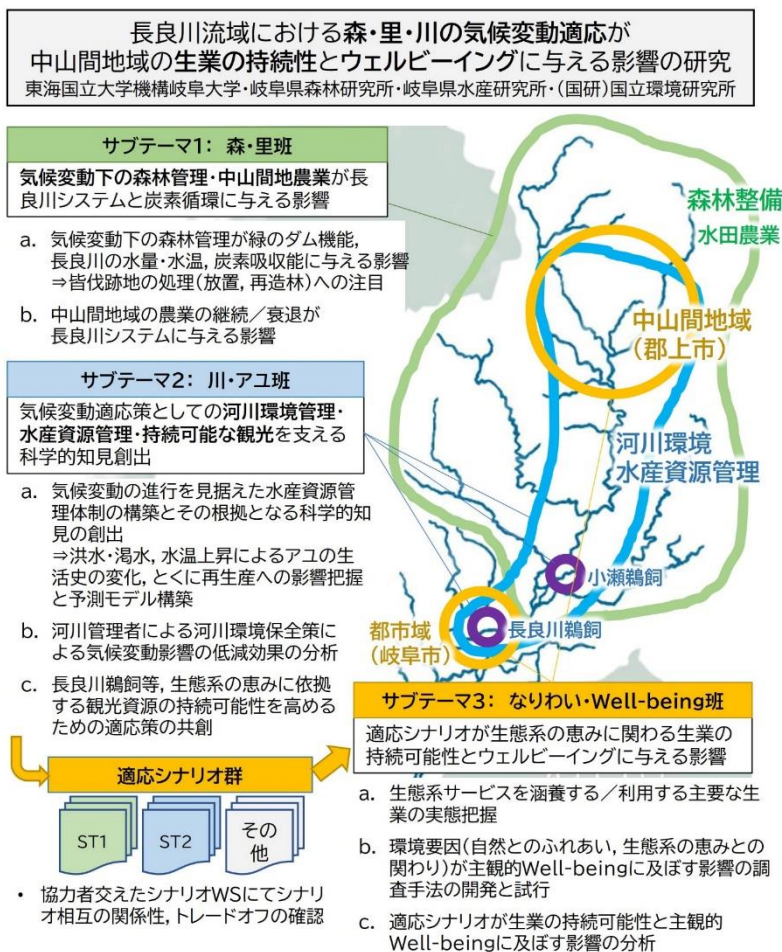 長良川流域における森・里・川の気候変動適応が
中山間地域の生業の持続性とウェルビーイングに与える影響の研究
東海国立大学機構岐阜大学・岐阜県森林研究所・岐阜県水産研究所・(国研)国立環境研究所
サブテーマ1: 森・里班
気候変動下の森林管理・中山間地農業が長
良川システムと炭素循環に与える影響
a. 気候変動下の森林管理が緑のダム機能,
長良川の水量・水温, 炭素吸収能に与える影響
⇒皆伐跡地の処理(放置, 再造林)への注目
b. 中山間地域の農業の継続/衰退が
長良川システムに与える影響
サブテーマ2: 川・アユ班
気候変動適応策としての河川環境管理・
水産資源管理・持続可能な観光を支える
科学的知見創出
a. 気候変動の進行を見据えた水産資源管
理体制の構築とその根拠となる科学的知
見の創出
⇒洪水・渇水, 水温上昇によるアユの生
活史の変化, とくに再生産への影響把握
と予測モデル構築
b. 河川管理者による河川環境保全策に
よる気候変動影響の低減効果の分析
c. 長良川鵜飼等, 生態系の恵みに依拠
する観光資源の持続可能性を高めるた
めの適応策の共創
適応シナリオ群
ST1
ST2
その
他
• 協力者交えたシナリオWSにてシナリ
オ相互の関係性, トレードオフの確認
森林整備
水田農業
中山間地域
(郡上市)
河川環境
水産資源管理
小瀬鵜飼
都市域
(岐阜市)
長良川鵜飼
サブテーマ3: なりわい・Well-being班
適応シナリオが生態系の恵みに関わる生業の
持続可能性とウェルビーイングに与える影響
a. 生態系サービスを涵養する/利用する主要な生
業の実態把握
b. 環境要因(自然とのふれあい, 生態系の恵みとの
関わり)が主観的Well-beingに及ぼす影響の調
査手法の開発と試行
c. 適応シナリオが生業の持続可能性と主観的
Well-beingに及ぼす影響の分析